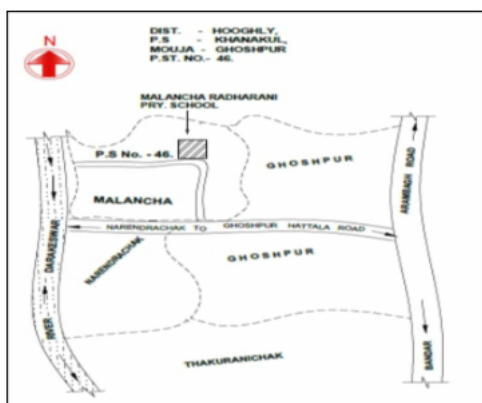 N
DIST. - HOOGHLY,
P.S - KHANAKUL,
MOUJA - GHOSHPUR
P.ST. NO.- 46.
MALANCHA RADHARANI
PRY. SCHOOL
P.S No. - 46.
GHOSHPUR
MALANCHA
NARENDRACHAK TO GHOSHPUR HATTALA ROAD
NARENDRACHAK
GHOSHPUR
RIVER DARAKESWAR
ARAMBAGH ROAD
BANDAR
THAKURANICHAK